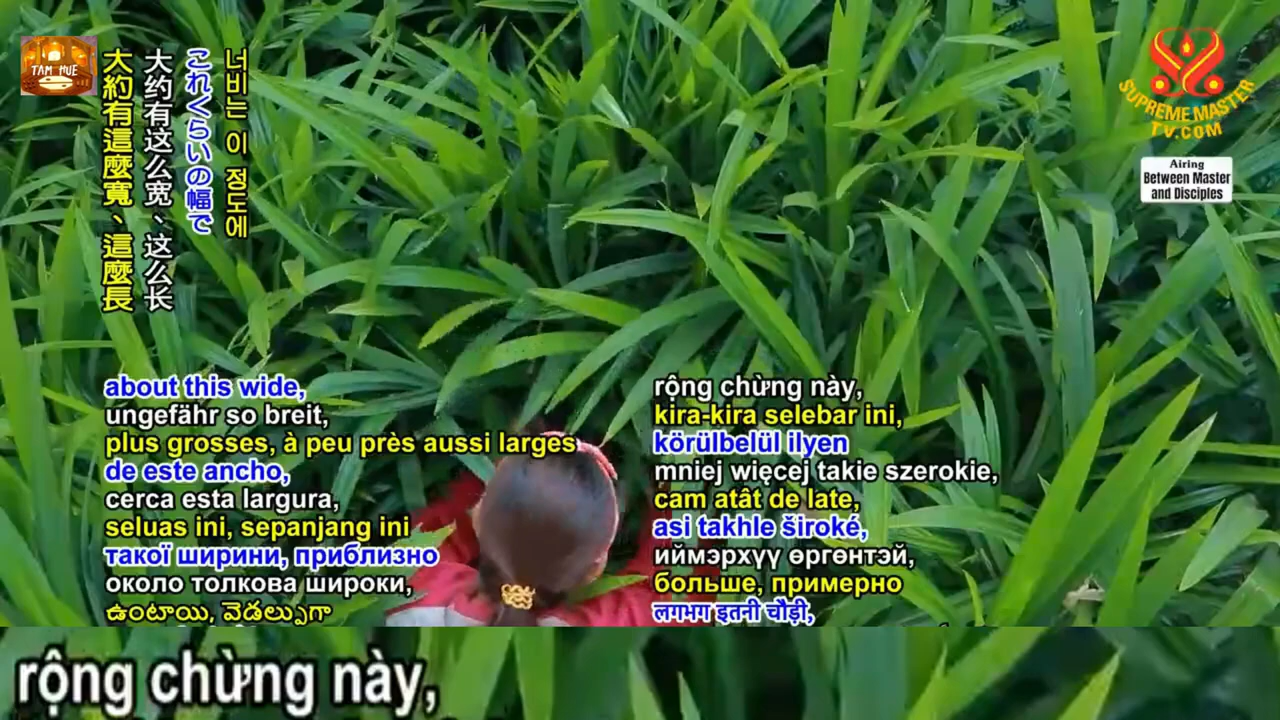 TAM HUE
大約有這麼寬、這麼長
大约有这么宽、这么长
これくらいの幅で
너비는 이 정도에
SUPREME MASTER
TV.COM
Airing
Between Master
and Disciples
about this wide,
ungefähr so breit,
plus grosses, à peu près aussi larges
de este ancho,
cerca esta largura,
seluas ini, sepanjang ini
такої ширини, приблизно
около толкова широки,
ఉంటాయి, వెడల్పుగా
rộng chừng này,
kira-kira selebar ini,
körülbelül ilyen
mniej więcej takie szerokie,
cam atât de late,
asi takhle široké,
иймэрхүү өргөнтэй,
больше, примерно
लगभग इतनी चौड़ी,
rộng chừng này,